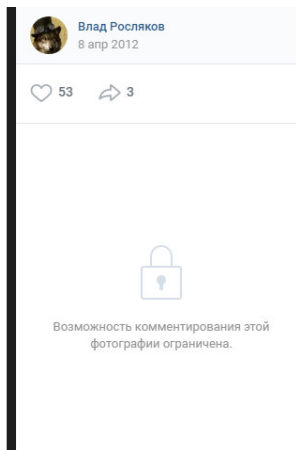 Влад Росляков
8 апр 2012
53 3
Возможность комментирования этой
фотографии ограничена.